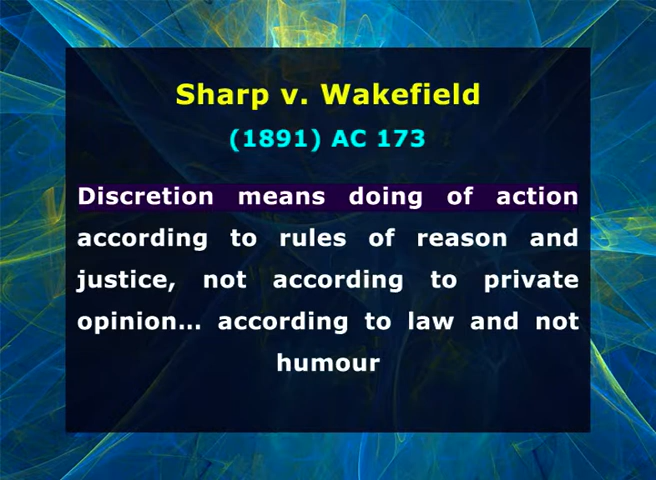 Sharp v. Wakefield
(1891) AC 173
Discretion means doing of action
according to rules of reason and
justice, not according to private
opinion... according to law and not
humour